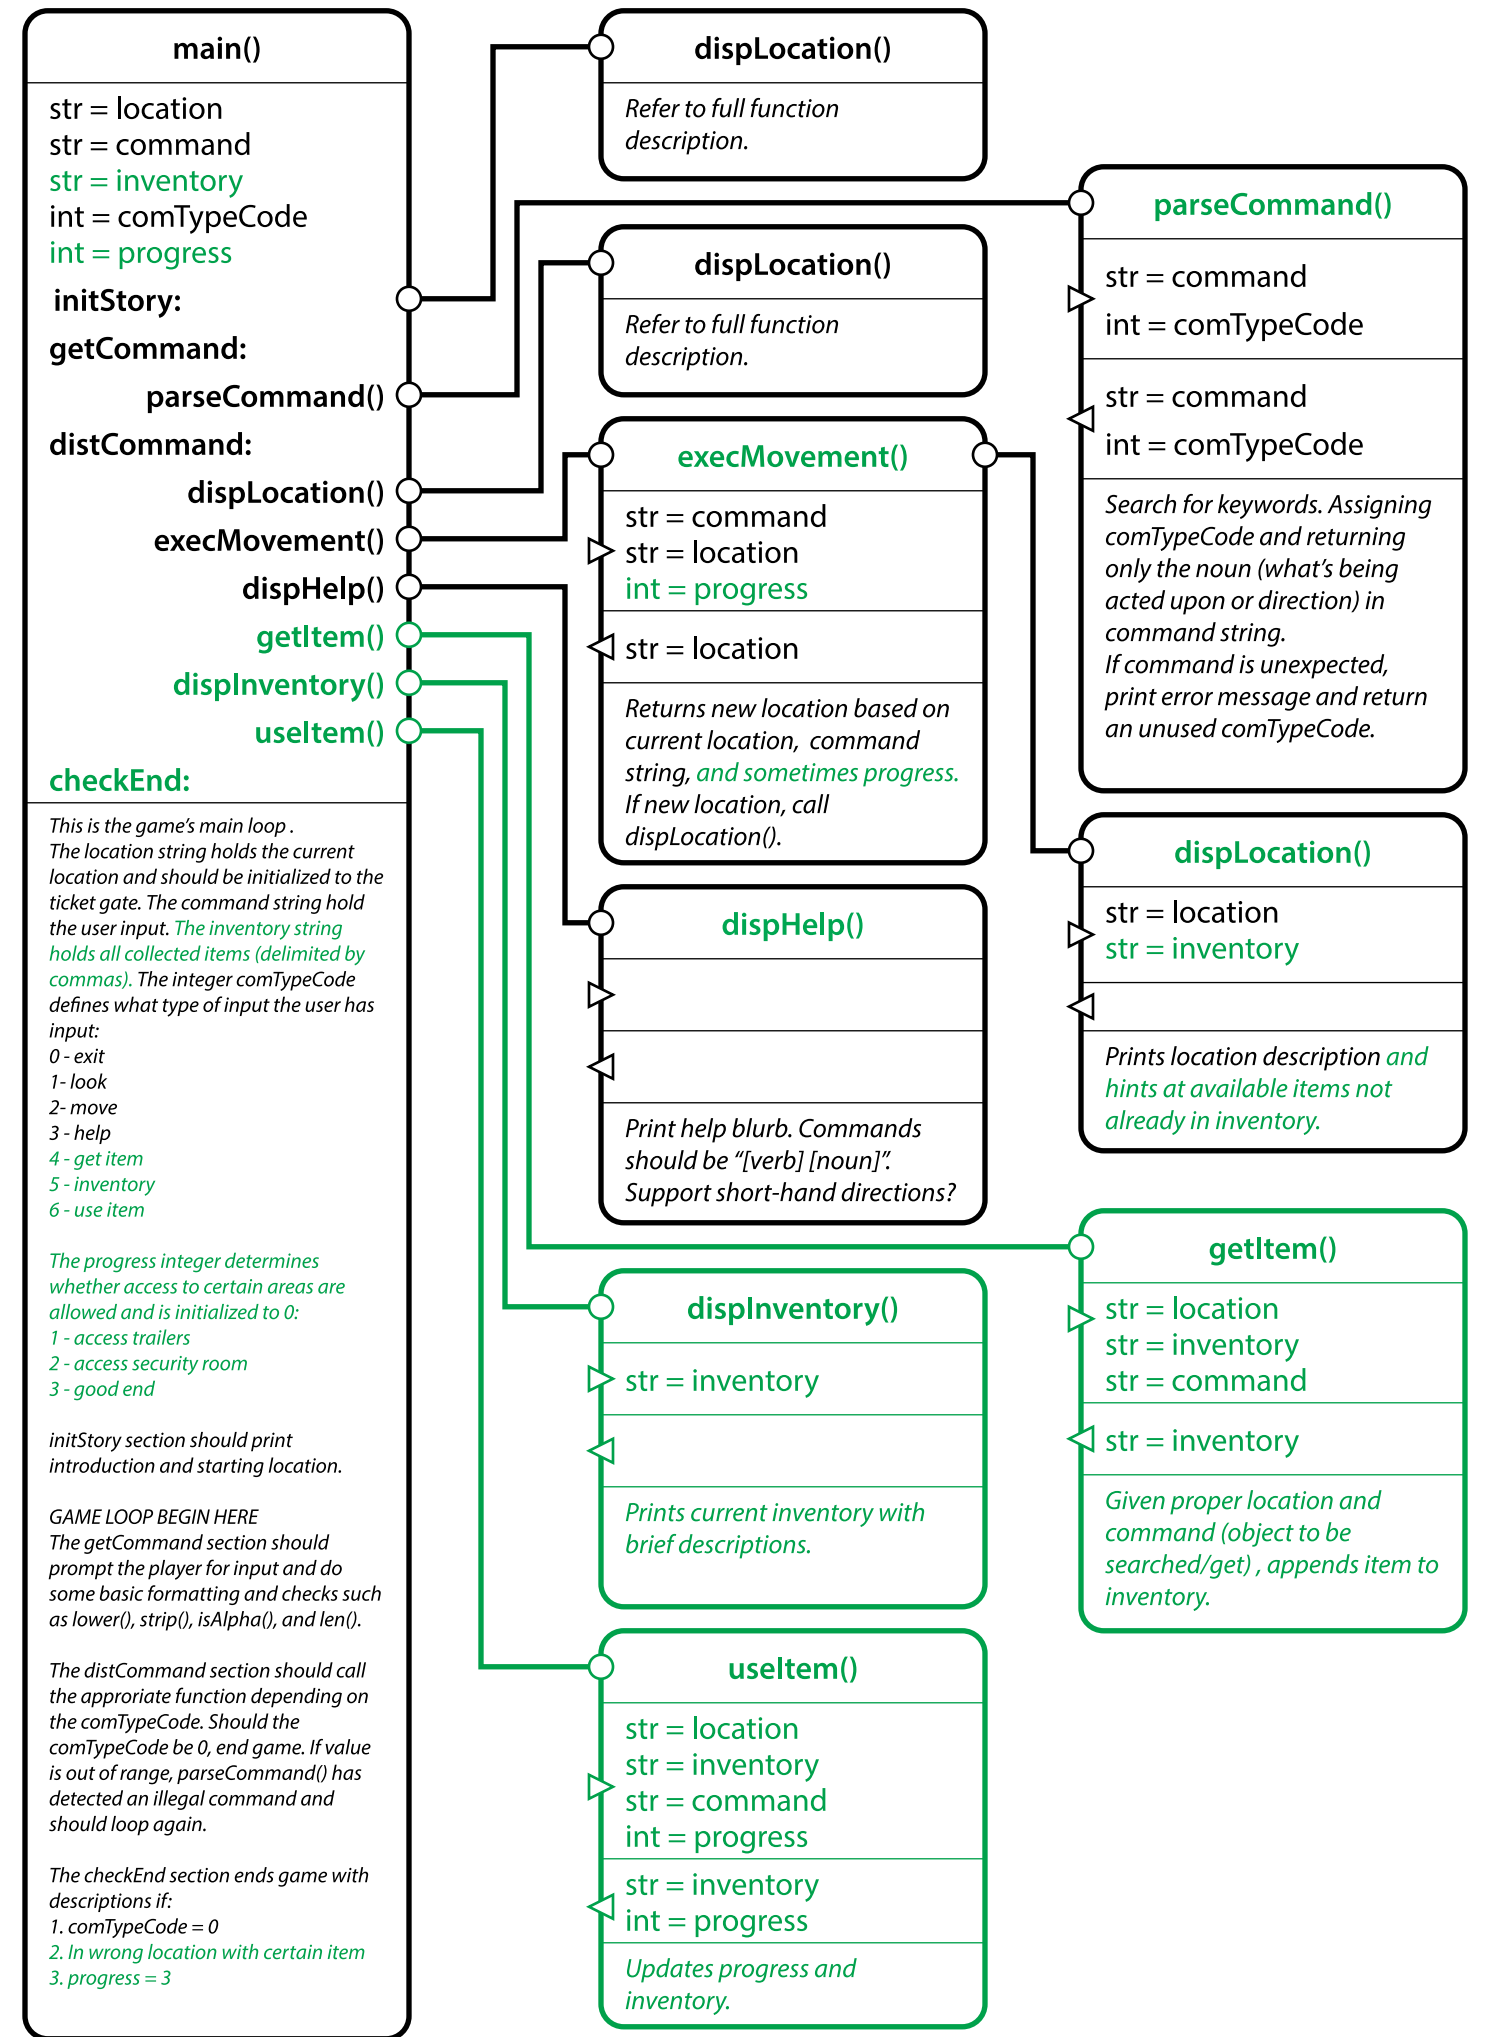 main()
str = location
str = command
str = inventory
int = comTypeCode
int = progress
initStory:
getCommand:
parseCommand()
distCommand:
dispLocation()
execMovement()
dispHelp()
getItem()
dispInventory()
useItem()
checkEnd:
This is the game's main loop .
The location string holds the current
location and should be initialized to the
ticket gate. The command string hold
the user input. The inventory string
holds all collected items (delimited by
commas). The integer comTypeCode
defines what type of input the user has
input:
0 - exit
1- look
2- move
3 - help
4 - get item
5 - inventory
6 - use item
The progress integer determines
whether access to certain areas are
allowed and is initialized to 0:
1 - access trailers
2 - access security room
3 - good end
initStory section should print
introduction and starting location.
GAME LOOP BEGIN HERE
The getCommand section should
prompt the player for input and do
some basic formatting and checks such
as lower(), strip(), isAlpha(), and len().
The distCommand section should call
the approriate function depending on
the comTypeCode. Should the
comTypeCode be 0, end game. If value
is out of range, parseCommand() has
detected an illegal command and
should loop again.
The checkEnd section ends game with
descriptions if:
1. comTypeCode = 0
2. In wrong location with certain item
3. progress = 3
dispLocation()
Refer to full function
description.
dispLocation()
Refer to full function
description.
execMovement()
str = command
str = location
int = progress
str = location
Returns new location based on
current location,  command
string, and sometimes progress.
If new location, call
dispLocation().
dispHelp()
Print help blurb. Commands
should be “[verb] [noun]”.
Support short-hand directions?
dispInventory()
str = inventory
Prints current inventory with
brief descriptions.
useItem()
str = location
str = inventory
str = command
int = progress
str = inventory
int = progress
Updates progress and
inventory.
parseCommand()
str = command
int = comTypeCode
str = command
int = comTypeCode
Search for keywords. Assigning
comTypeCode and returning
only the noun (what's being
acted upon or direction) in
command string.
If command is unexpected,
print error message and return
an unused comTypeCode.
dispLocation()
str = location
str = inventory
Prints location description and
hints at available items not
already in inventory.
getItem()
str = location
str = inventory
str = command
str = inventory
Given proper location and
command (object to be
searched/get) , appends item to
inventory.